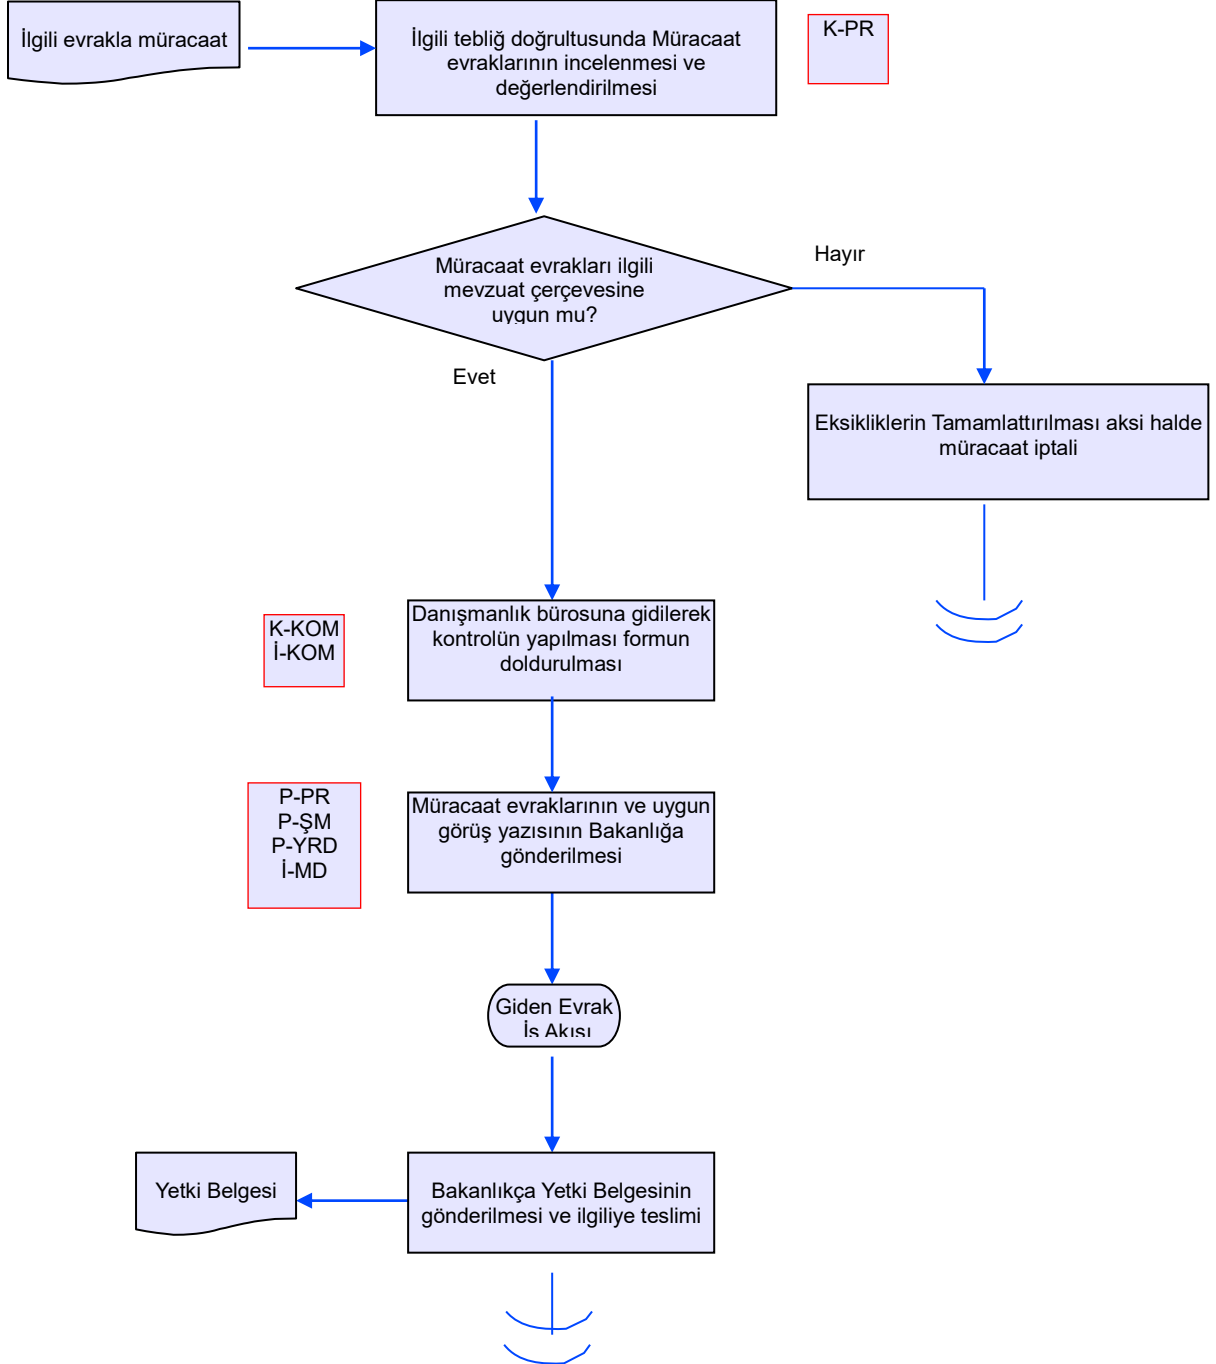 İlgili evrakla müracaat
İlgili tebliğ doğrultusunda Müracaat
evraklarının incelenmesi ve
değerlendirilmesi
K-PR
Müracaat evrakları ilgili
mevzuat çerçevesine
uygun mu?
Hayır
Evet
Eksikliklerin Tamamlattırılması aksi halde
müracaat iptali
K-KOM
İ-KOM
Danışmanlık bürosuna gidilerek
kontrolün yapılması formun
doldurulması
P-PR
P-ŞM
P-YRD
İ-MD
Müracaat evraklarının ve uygun
görüş yazısının Bakanlığa
gönderilmesi
Giden Evrak
İş Akışı
Yetki Belgesi
Bakanlıkça Yetki Belgesinin
gönderilmesi ve ilgiliye teslimi